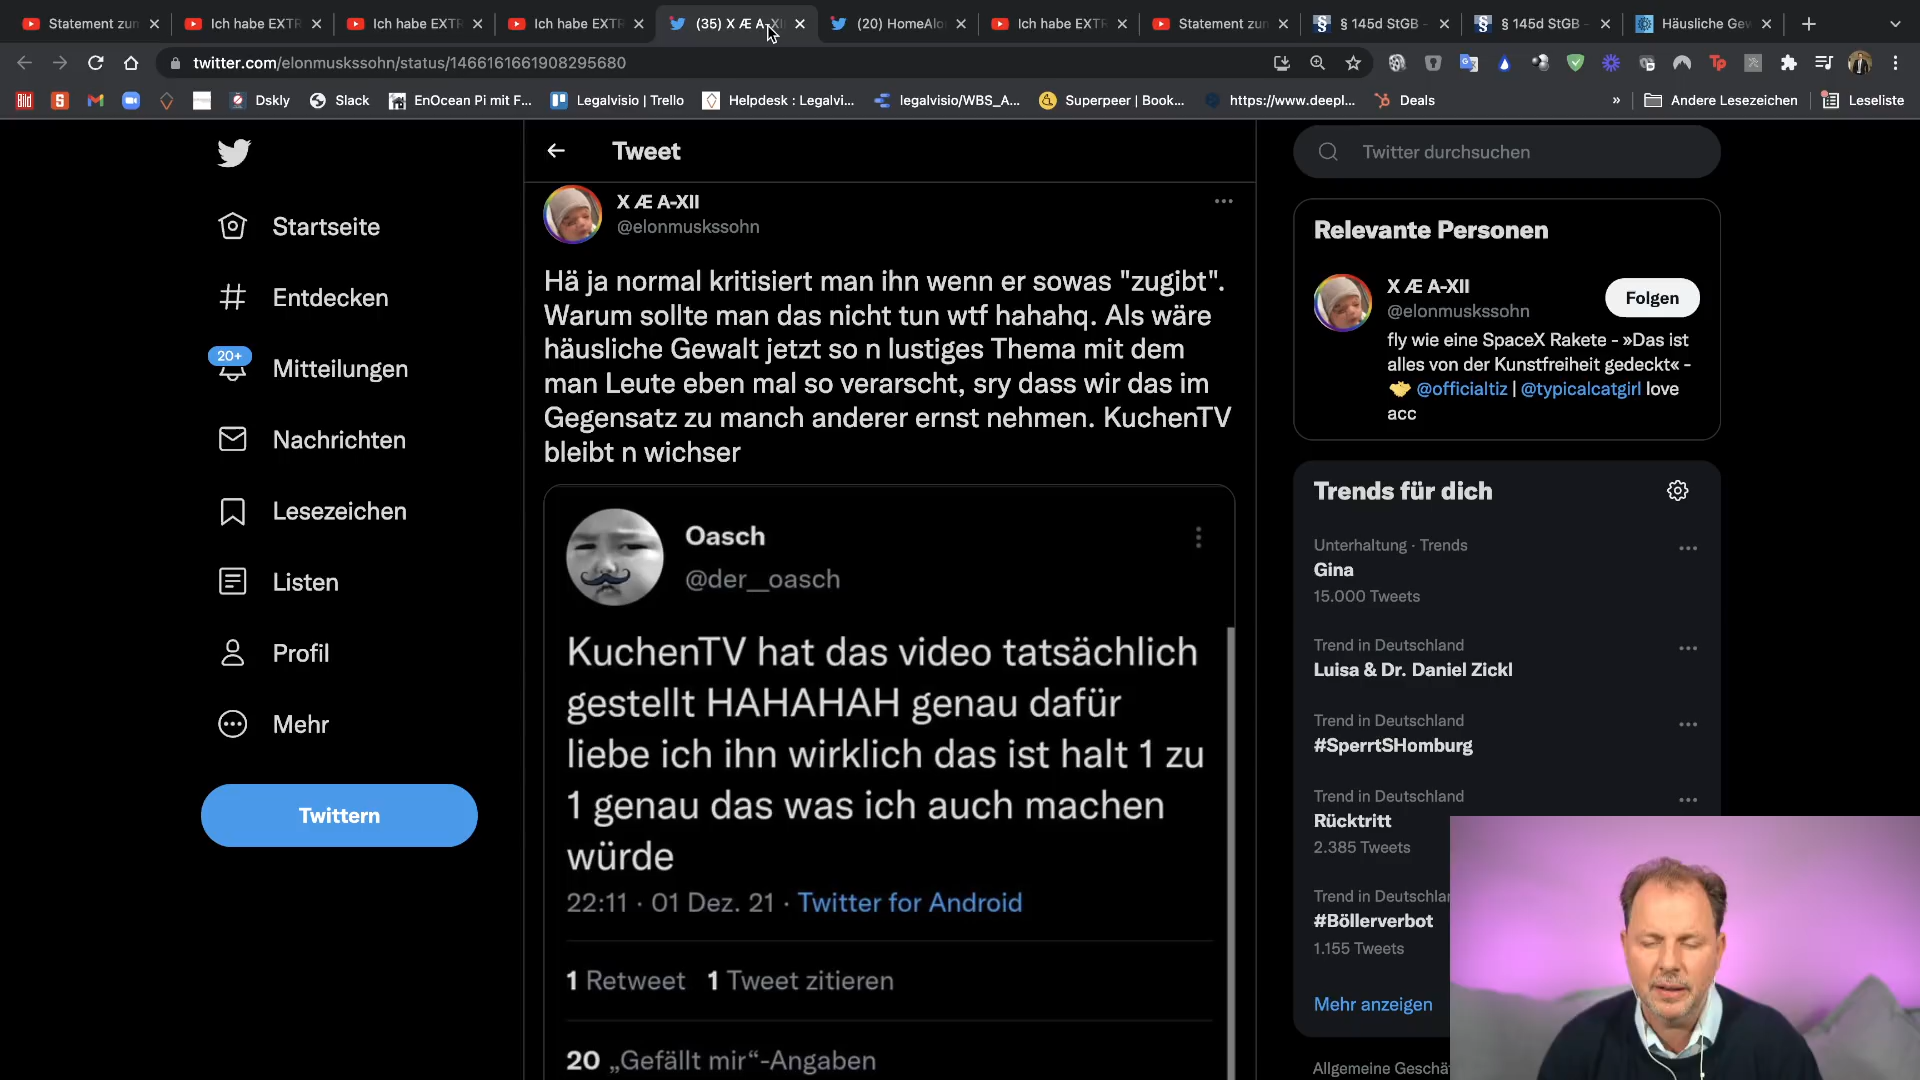 Statement zun
Ich habe EXTR
Ich habe EXTR
Ich habe EXTR
(35) X Æ A-XI
(20) HomeAlo
Ich habe EXTR
Statement zun
§ 145d StGB -
§ 145d StGB -
Häusliche Gew
twitter.com/elonmuskssohn/status/1466161661908295680
Bild
Dskly
Slack
EnOcean Pi mit F...
Legalvisio | Trello
Helpdesk : Legalvi...
legalvisio/WBS_A...
Superpeer | Book...
https://www.deepl...
Deals
»
Andere Lesezeichen
Leseliste
Startseite
Entdecken
20+
Mitteilungen
Nachrichten
Lesezeichen
Listen
Profil
Mehr
Twittern
Tweet
X Æ A-XII
@elonmuskssohn
Hä ja normal kritisiert man ihn wenn er sowas "zugibt".
Warum sollte man das nicht tun wtf hahahq. Als wäre
häusliche Gewalt jetzt so n lustiges Thema mit dem
man Leute eben mal so verarscht, sry dass wir das im
Gegensatz zu manch anderer ernst nehmen. KuchenTV
bleibt n wichser
Oasch
@der__oasch
KuchenTV hat das video tatsächlich
gestellt HAHAHAH genau dafür
liebe ich ihn wirklich das ist halt 1 zu
1 genau das was ich auch machen
würde
22:11 · 01 Dez. 21 · Twitter for Android
1 Retweet 1 Tweet zitieren
20 „Gefällt mir“-Angaben
Twitter durchsuchen
Relevante Personen
X Æ A-XII
@elonmuskssohn
Folgen
fly wie eine SpaceX Rakete - »Das ist
alles von der Kunstfreiheit gedeckt« -
@officialtiz | @typicalcatgirl love
acc
Trends für dich
Unterhaltung · Trends
Gina
15.000 Tweets
Trend in Deutschland
Luisa & Dr. Daniel Zickl
Trend in Deutschland
#SperrtSHomburg
Trend in Deutschland
Rücktritt
2.385 Tweets
Trend in Deutschlan
#Böllerverbot
1.155 Tweets
Mehr anzeigen
Allgemeine Geschä